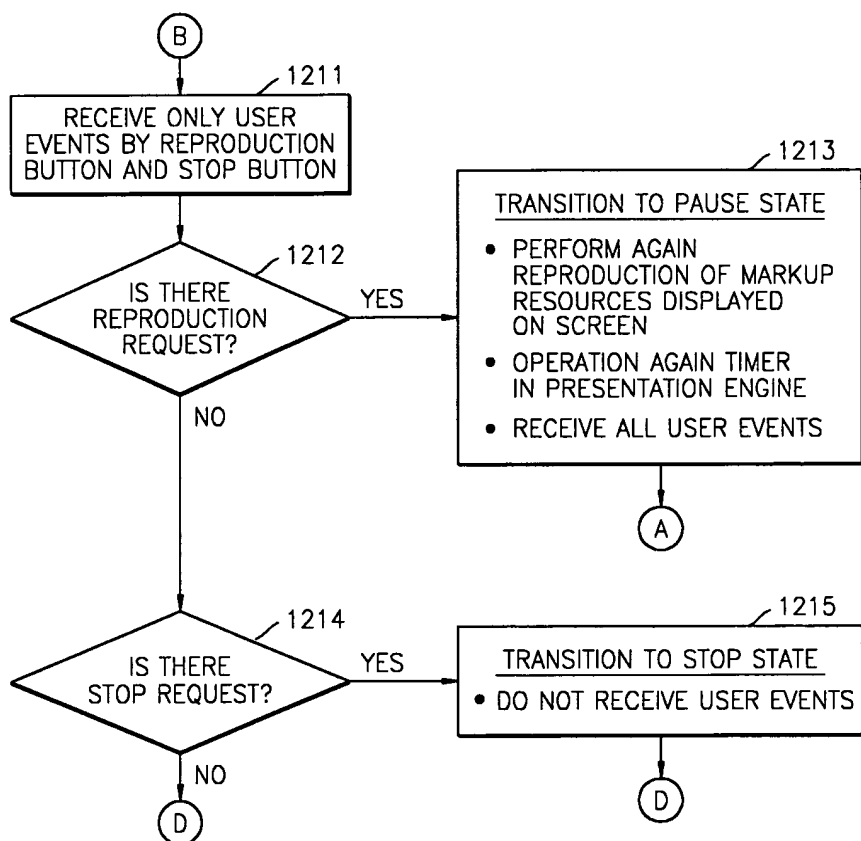 B
1211
RECEIVE ONLY USER
EVENTS BY REPRODUCTION
BUTTON AND STOP BUTTON
1212
IS THERE
REPRODUCTION
REQUEST?
YES
NO
1213
TRANSITION TO PAUSE STATE
• PERFORM AGAIN
REPRODUCTION OF MARKUP
RESOURCES DISPLAYED
ON SCREEN
• OPERATION AGAIN TIMER
IN PRESENTATION ENGINE
• RECEIVE ALL USER EVENTS
A
1214
IS THERE
STOP REQUEST?
YES
NO
D
1215
TRANSITION TO STOP STATE
• DO NOT RECEIVE USER EVENTS
D